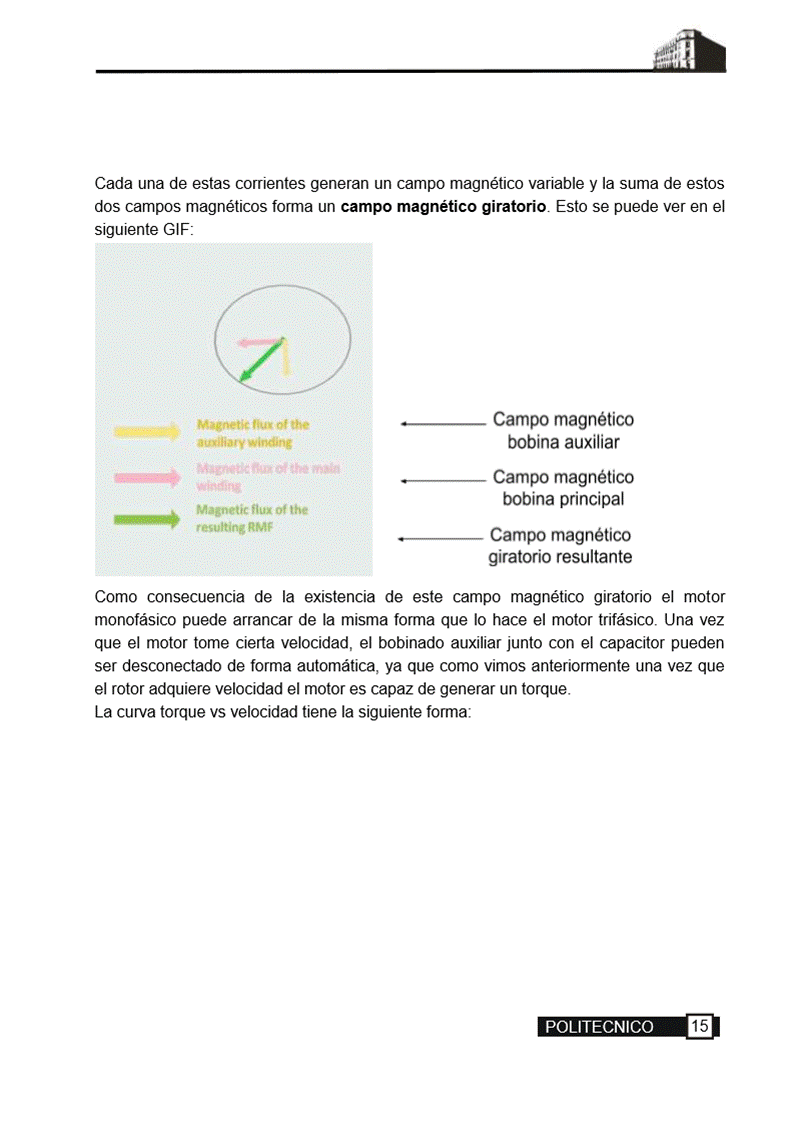 Cada una de estas corrientes generan un campo magnético variable y la suma de estos
dos campos magnéticos forma un campo magnético giratorio. Esto se puede ver en el
siguiente GIF:
Magnetic flux of the
auxiliary winding
Magnetic flux of the main
winding
Magnetic flux of the
resulting RMF
Campo magnético
bobina auxiliar
Campo magnético
bobina principal
Campo magnético
giratorio resultante
Como consecuencia de la existencia de este campo magnético giratorio el motor
monofásico puede arrancar de la misma forma que lo hace el motor trifásico. Una vez
que el motor tome cierta velocidad, el bobinado auxiliar junto con el capacitor pueden
ser desconectado de forma automática, ya que como vimos anteriormente una vez que
el rotor adquiere velocidad el motor es capaz de generar un torque.
La curva torque vs velocidad tiene la siguiente forma:
POLITECNICO 15